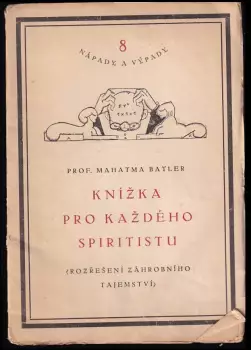 8
NÁPADY A VÝPADY
PROF. MAHATMA BAYLER
KNÍŽKA
PRO KAŽDÉHO
SPIRITISTU
(ROZŘEŠENÍ ZÁHROBNÍHO
TAJEMSTVÍ)